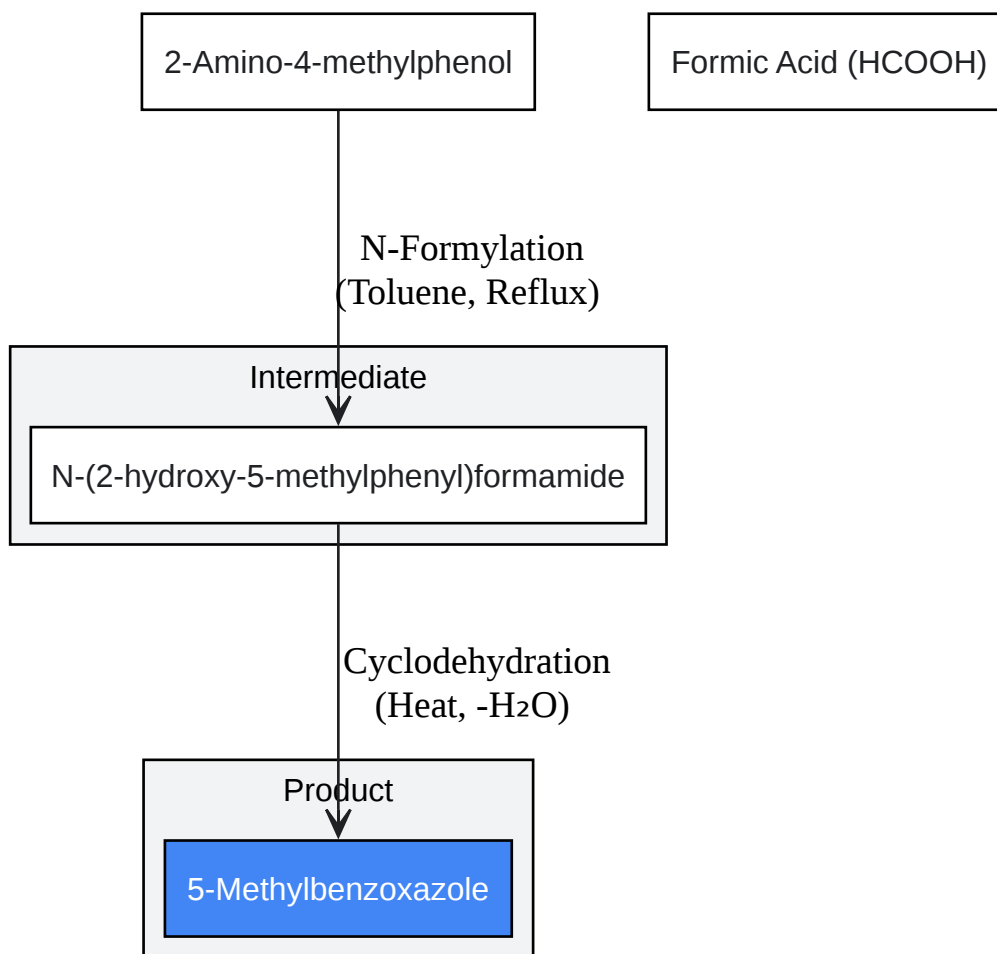 2-Amino-4-methylphenol
Formic Acid (HCOOH)
N-Formylation
(Toluene, Reflux)
Intermediate
N-(2-hydroxy-5-methylphenyl)formamide
Cyclodehydration
(Heat, -H₂O)
Product
5-Methylbenzoxazole